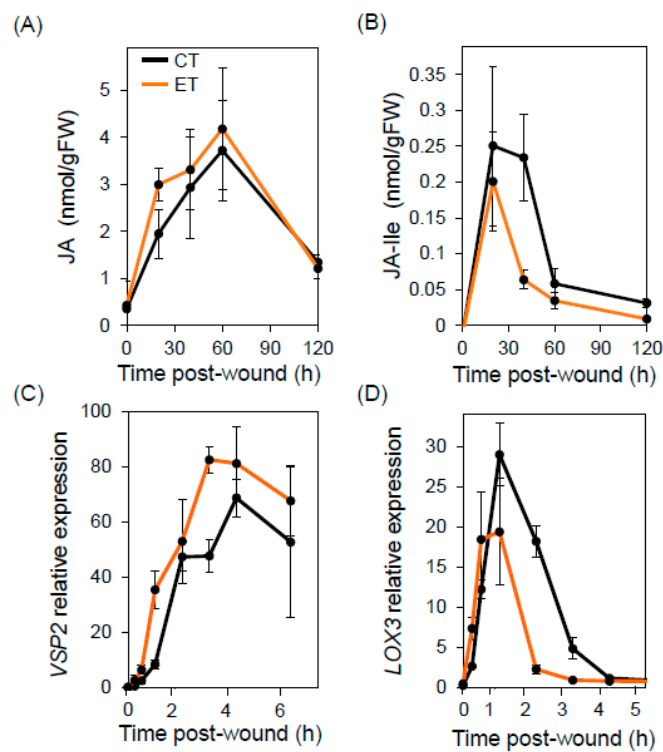 (A)
CT
ET
JA (nmol/gFW)
5
4
3
2
1
0
0 30 60 90 120
Time post-wound (h)
(B)
JA-Ile (nmol/gFW)
0.35
0.3
0.25
0.2
0.15
0.1
0.05
0
0 30 60 90 120
Time post-wound (h)
(C)
VSP2 relative expression
100
80
60
40
20
0
0 2 4 6
Time post-wound (h)
(D)
LOX3 relative expression
30
25
20
15
10
5
0
0 1 2 3 4 5
Time post-wound (h)